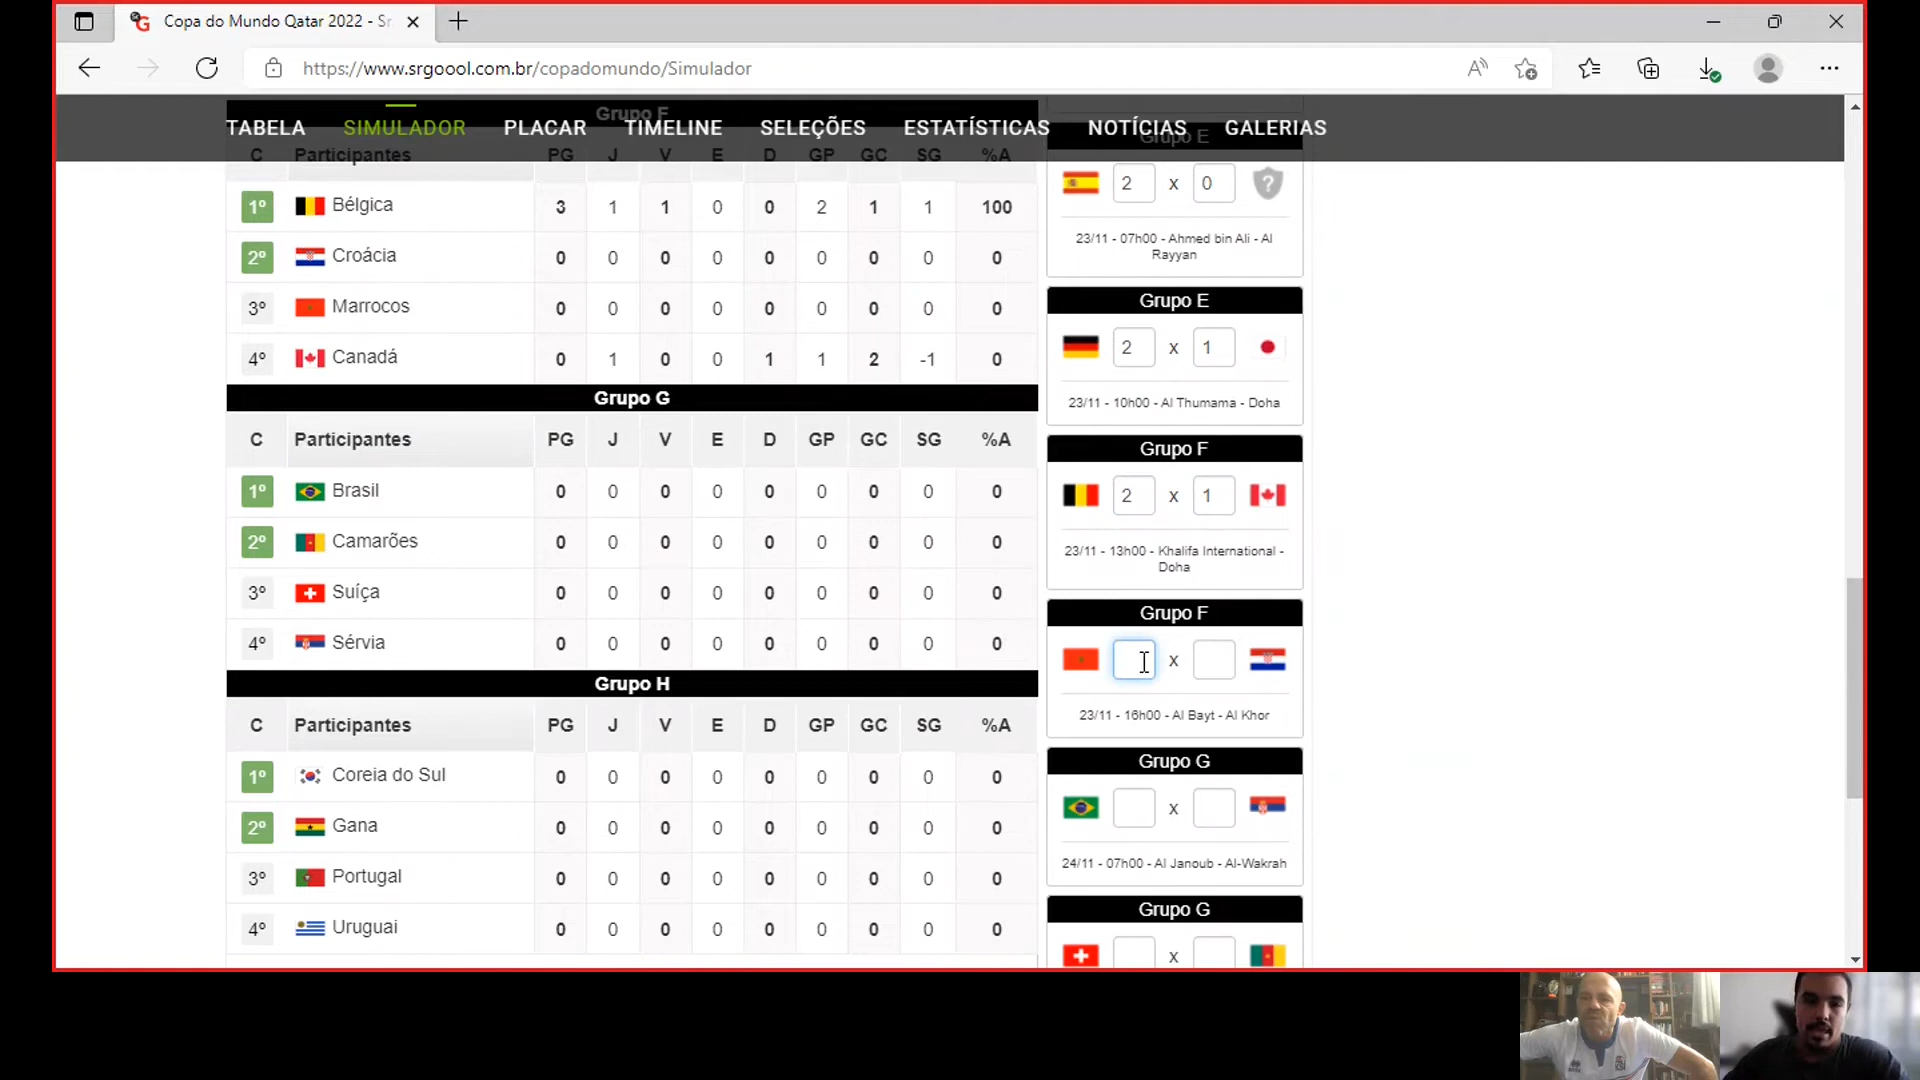 Copa do Mundo Qatar 2022 - Sr
https://www.srgoool.com.br/copadomundo/Simulador
TABELA SIMULADOR PLACAR TIMELINE SELEÇÕES ESTATÍSTICAS NOTÍCIAS GALERIAS
Grupo F
C Participantes PG J V E D GP GC SG %A
1º Bélgica 3 1 1 0 0 2 1 1 100
2º Croácia 0 0 0 0 0 0 0 0 0
3º Marrocos 0 0 0 0 0 0 0 0 0
4º Canadá 0 1 0 0 1 1 2 -1 0
Grupo G
C Participantes PG J V E D GP GC SG %A
1º Brasil 0 0 0 0 0 0 0 0 0
2º Camarões 0 0 0 0 0 0 0 0 0
3º Suíça 0 0 0 0 0 0 0 0 0
4º Sérvia 0 0 0 0 0 0 0 0 0
Grupo H
C Participantes PG J V E D GP GC SG %A
1º Coreia do Sul 0 0 0 0 0 0 0 0 0
2º Gana 0 0 0 0 0 0 0 0 0
3º Portugal 0 0 0 0 0 0 0 0 0
4º Uruguai 0 0 0 0 0 0 0 0 0
Grupo E
2 x 0 ?
23/11 - 07h00 - Ahmed bin Ali - Al
Rayyan
Grupo E
2 x 1
23/11 - 10h00 - Al Thumama - Doha
Grupo F
2 x 1
23/11 - 13h00 - Khalifa International -
Doha
Grupo F
x
23/11 - 16h00 - Al Bayt - Al Khor
Grupo G
x
24/11 - 07h00 - Al Janoub - Al-Wakrah
Grupo G
x